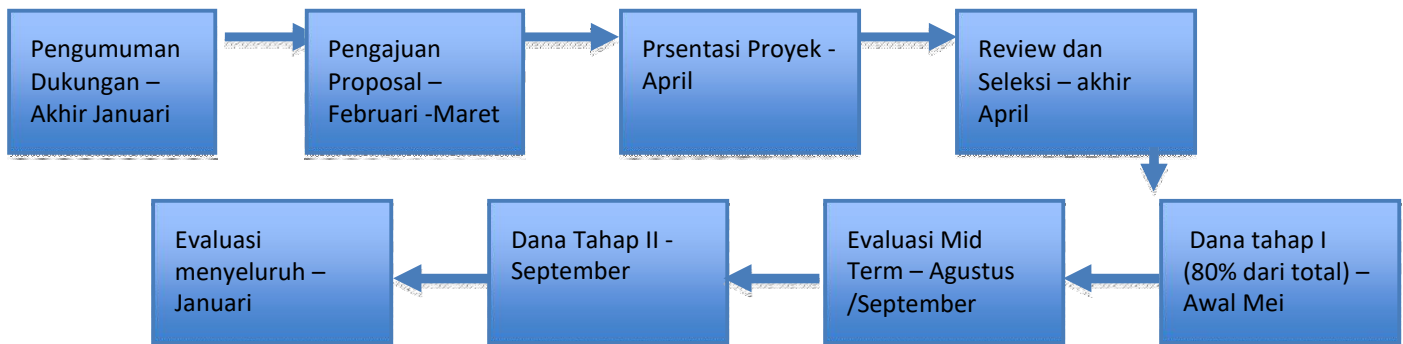 Pengumuman
Dukungan –
Akhir Januari
Pengajuan
Proposal –
Februari -Maret
Prsentasi Proyek -
April
Review dan
Seleksi – akhir
April
Dana tahap I
(80% dari total) –
Awal Mei
Evaluasi Mid
Term – Agustus
/September
Dana Tahap II -
September
Evaluasi
menyeluruh –
Januari